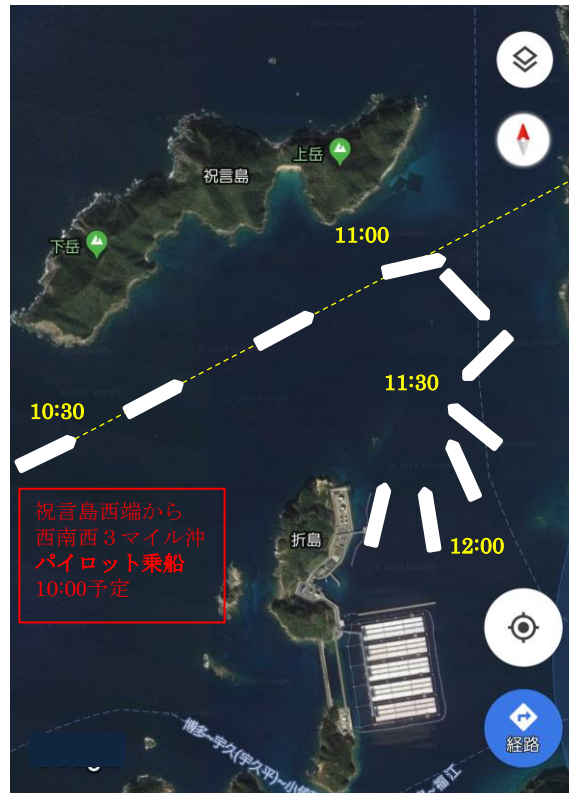 上岳
祝言島
下岳
11:00
11:30
10:30
祝言島西端から
西南西３マイル沖
パイロット乗船
10:00予定
折島
12:00
経路